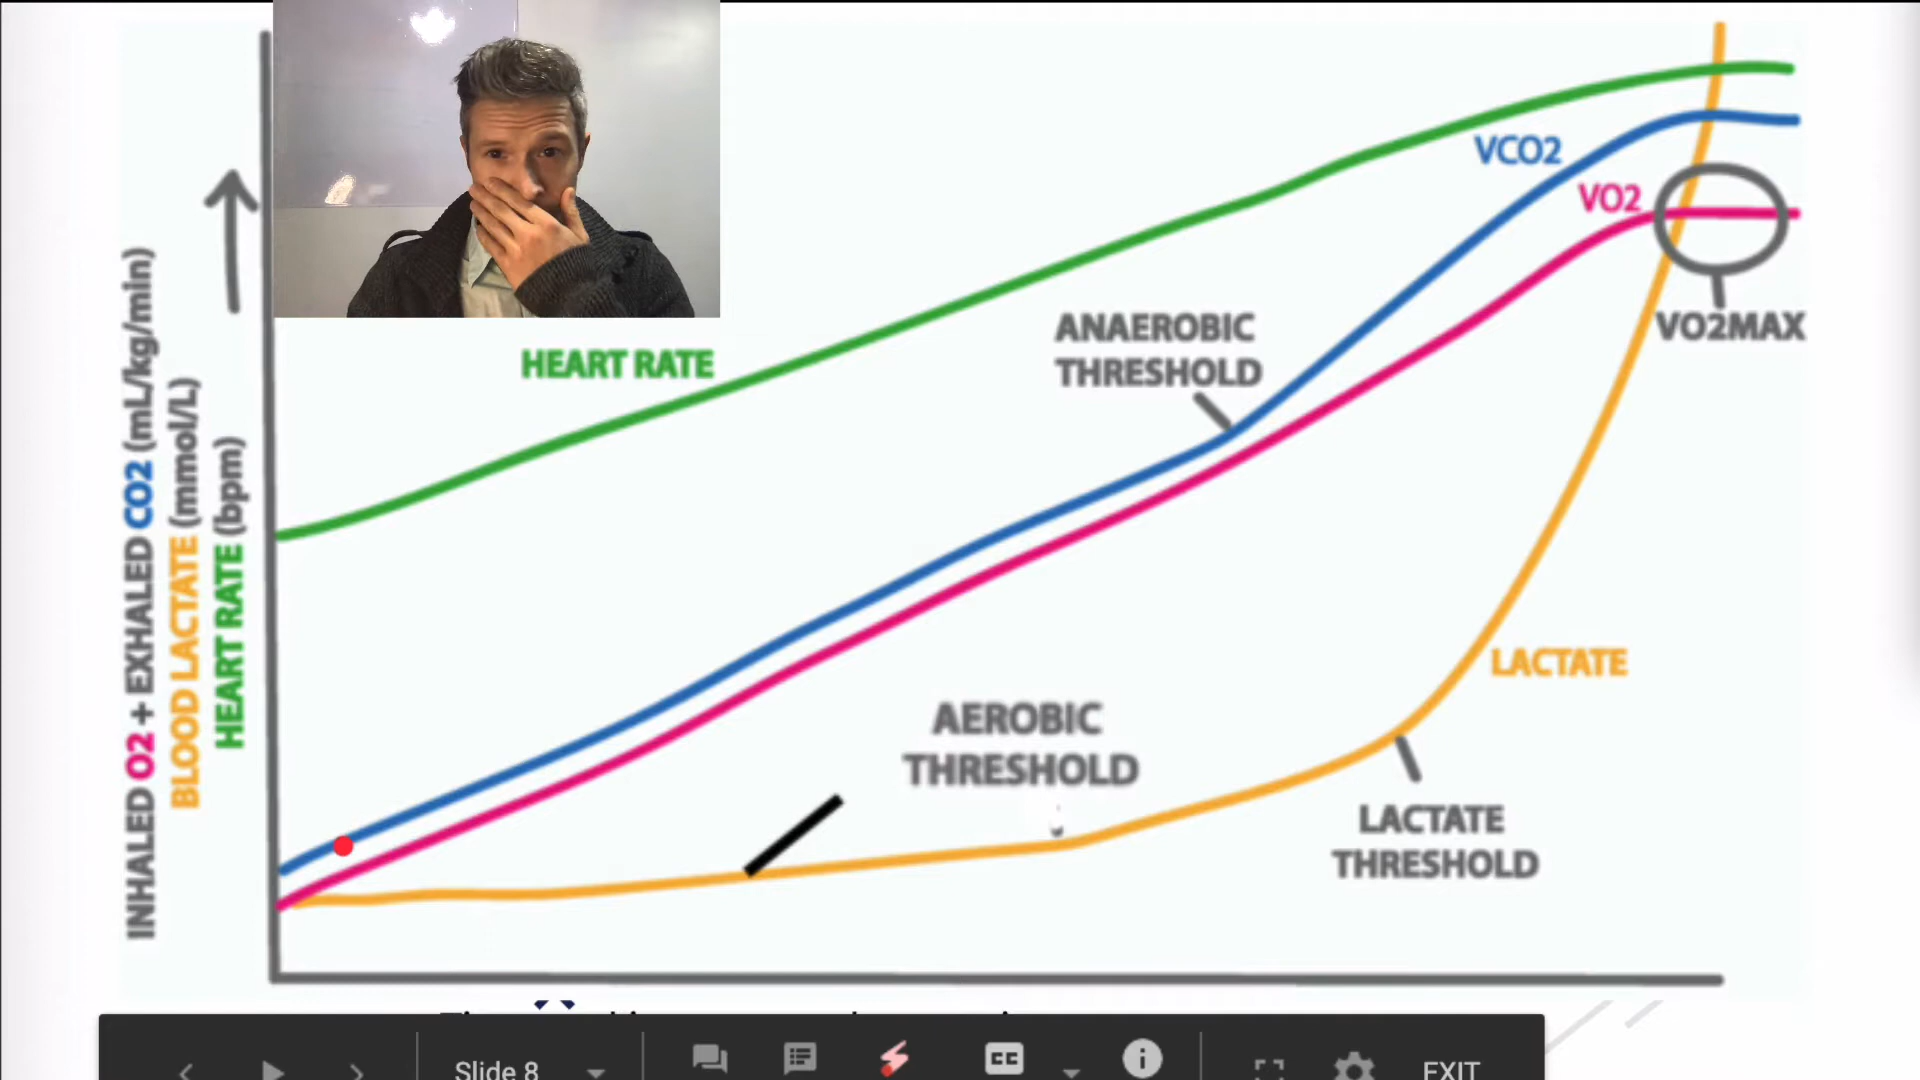 INHALED O2 + EXHALED CO2 (mL/kg/min)
BLOOD LACTATE (mmol/L)
HEART RATE (bpm)
HEART RATE
VCO2
VO2
ANAEROBIC
THRESHOLD
VO2MAX
LACTATE
AEROBIC
THRESHOLD
LACTATE
THRESHOLD
Slide 8
CC
EXIT